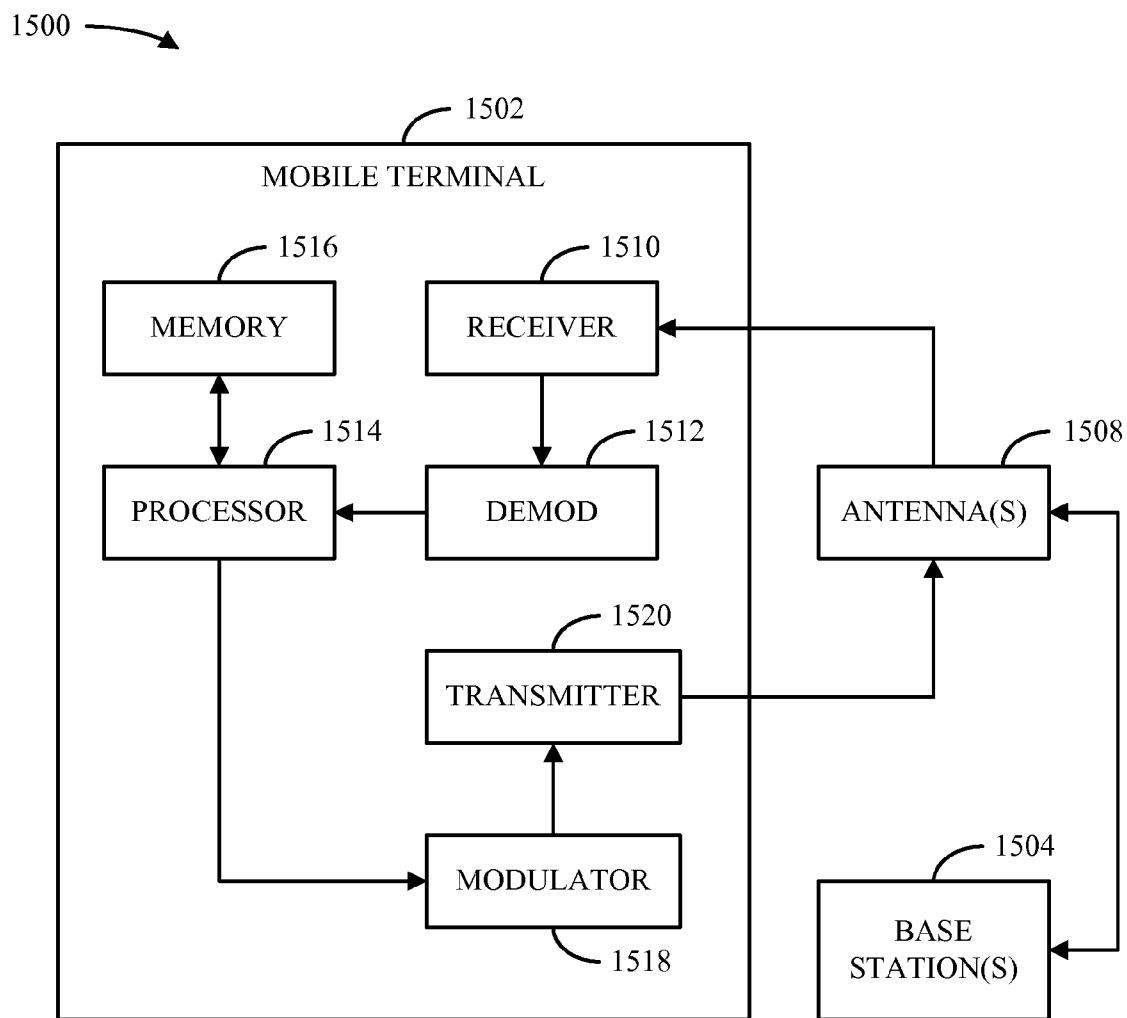 1500
1502
MOBILE TERMINAL
1516
1510
MEMORY
RECEIVER
1514
1512
1508
PROCESSOR
DEMOD
ANTENNA(S)
1520
TRANSMITTER
1504
MODULATOR
BASE
STATION(S)
1518